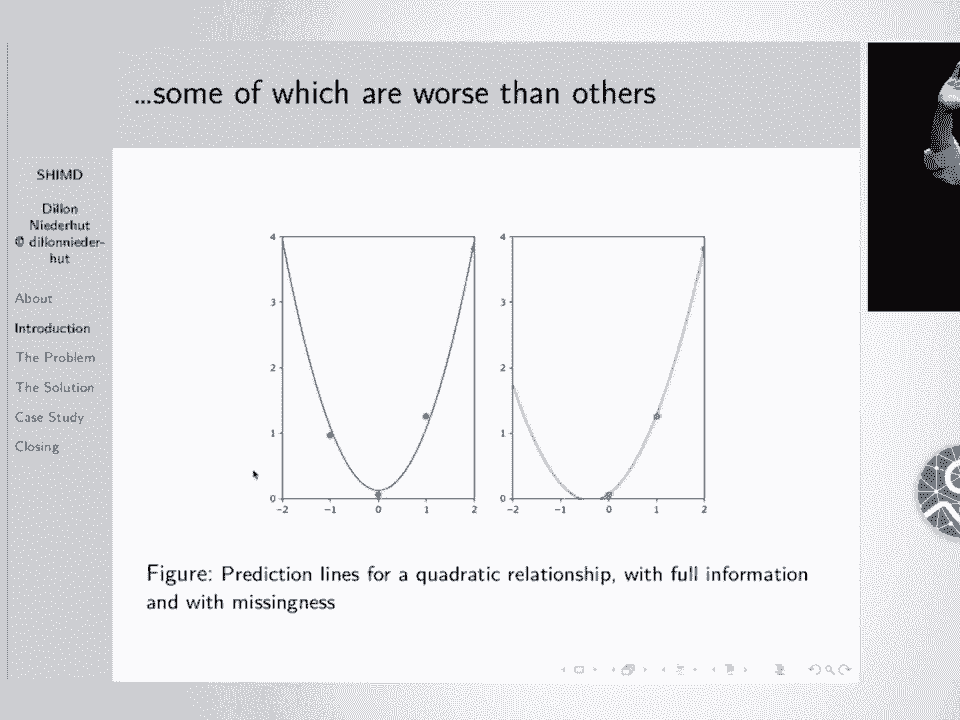 ...some of which are worse than others
SHIMD
Dillon
Niederhut
@ dillonnieder-
hut
About
Introduction
The Problem
The Solution
Case Study
Closing
4
3
2
1
0
-2 -1 0 1 2
4
3
2
1
0
-2 -1 0 1 2
Figure: Prediction lines for a quadratic relationship, with full information
and with missingness